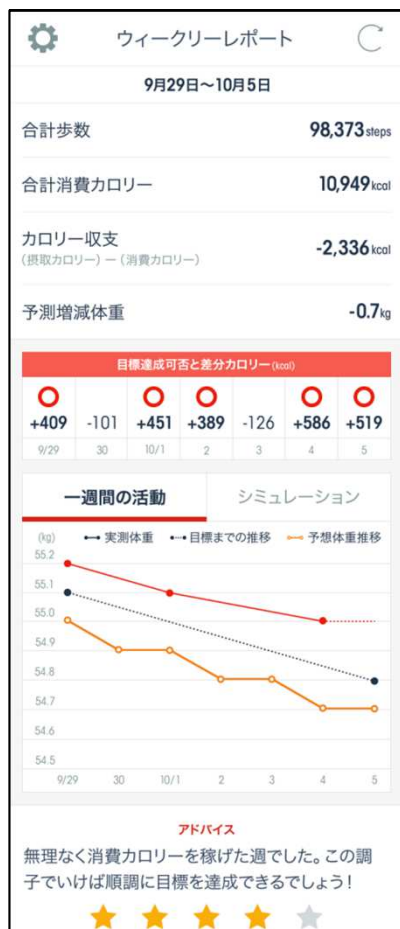 ウィークリーレポート
9月29日〜10月5日
合計歩数 98,373 steps
合計消費カロリー 10,949 kcal
カロリー収支 -2,336 kcal
(摂取カロリー) ー (消費カロリー)
予測増減体重 -0.7kg
目標達成可否と差分カロリー (kcal)
+409 -101 +451 +389 -126 +586 +519
9/29 30 10/1 2 3 4 5
一週間の活動 シミュレーション
(kg) 実測体重 目標までの推移 予想体重推移
55.2
55.1
55.0
54.9
54.8
54.7
54.6
54.5
9/29 30 10/1 2 3 4 5
アドバイス
無理なく消費カロリーを稼げた週でした。この調
子でいけば順調に目標を達成できるでしょう!